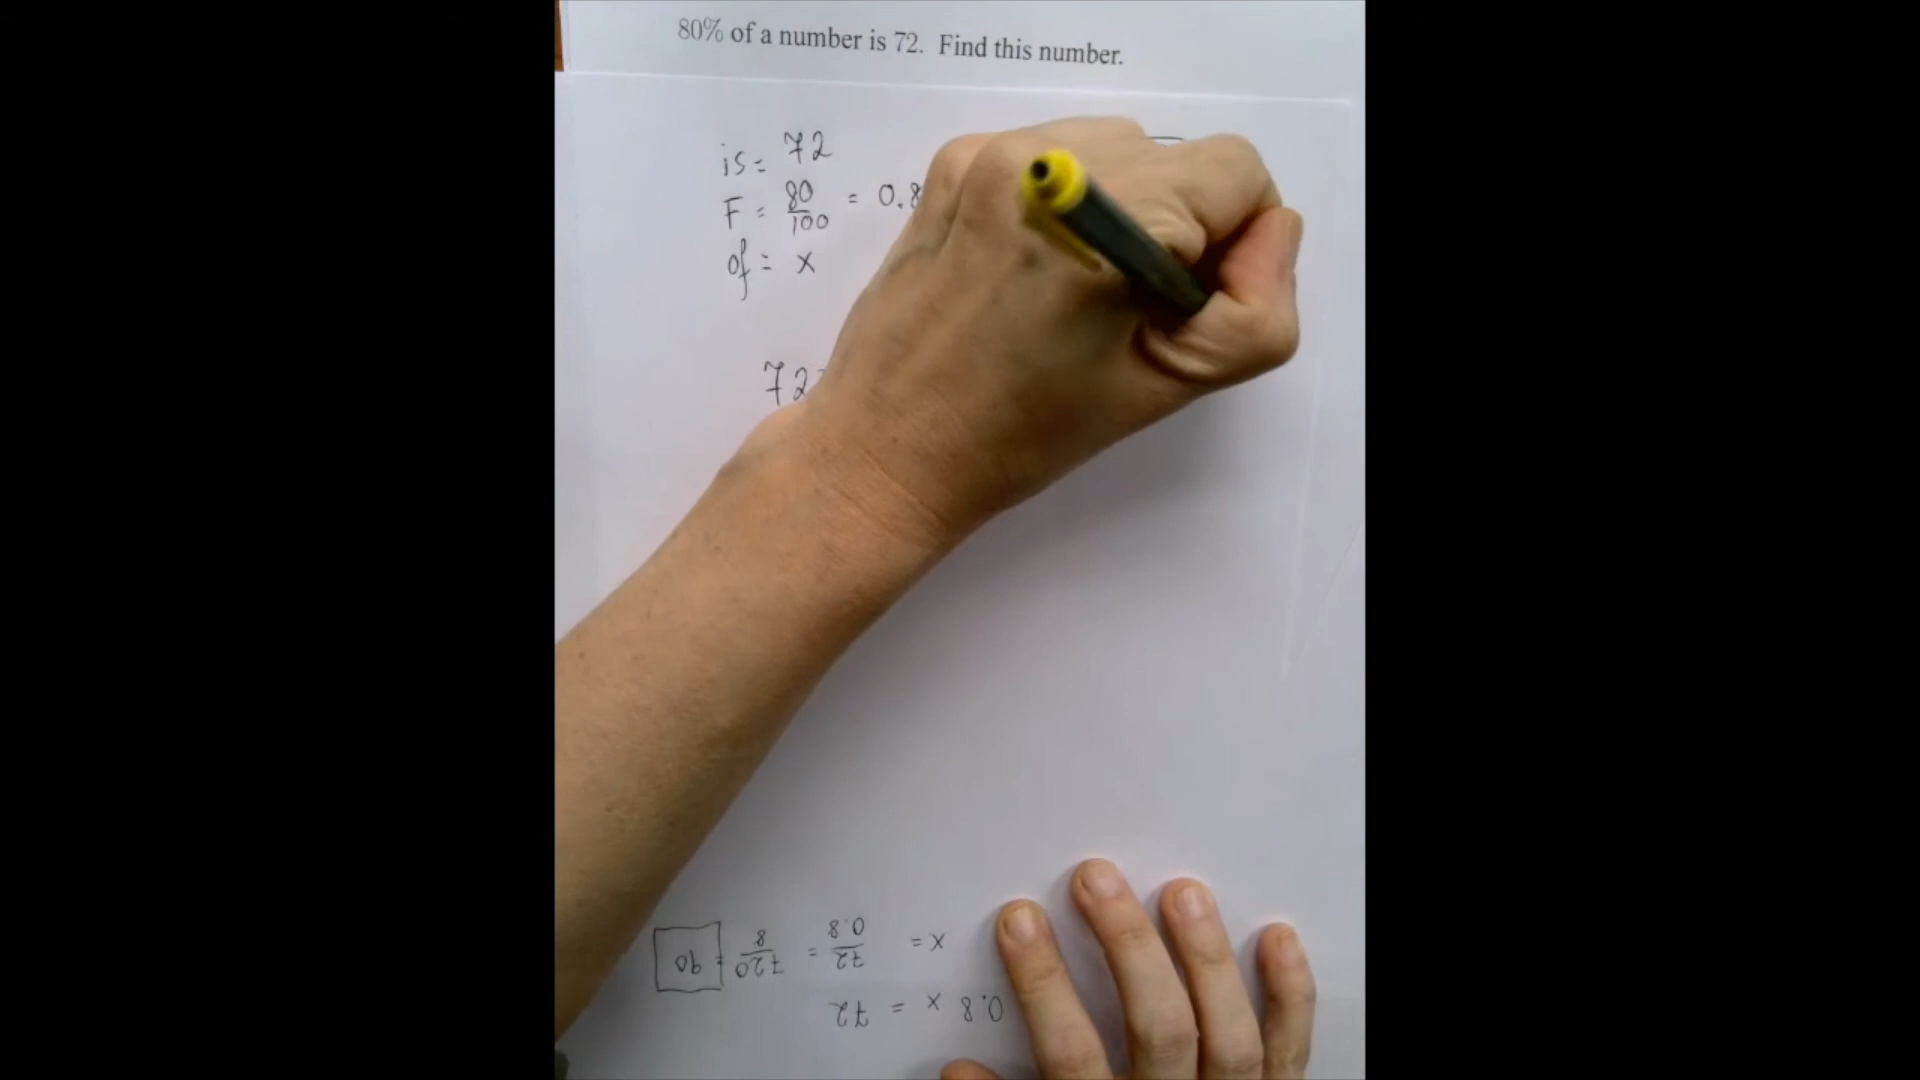 80% of a number is 72. Find this number.
is = 72
F = 80/100 = 0.8
of = x
72
0.8 x = 72
x = 72/0.8 = 720/8 = 90